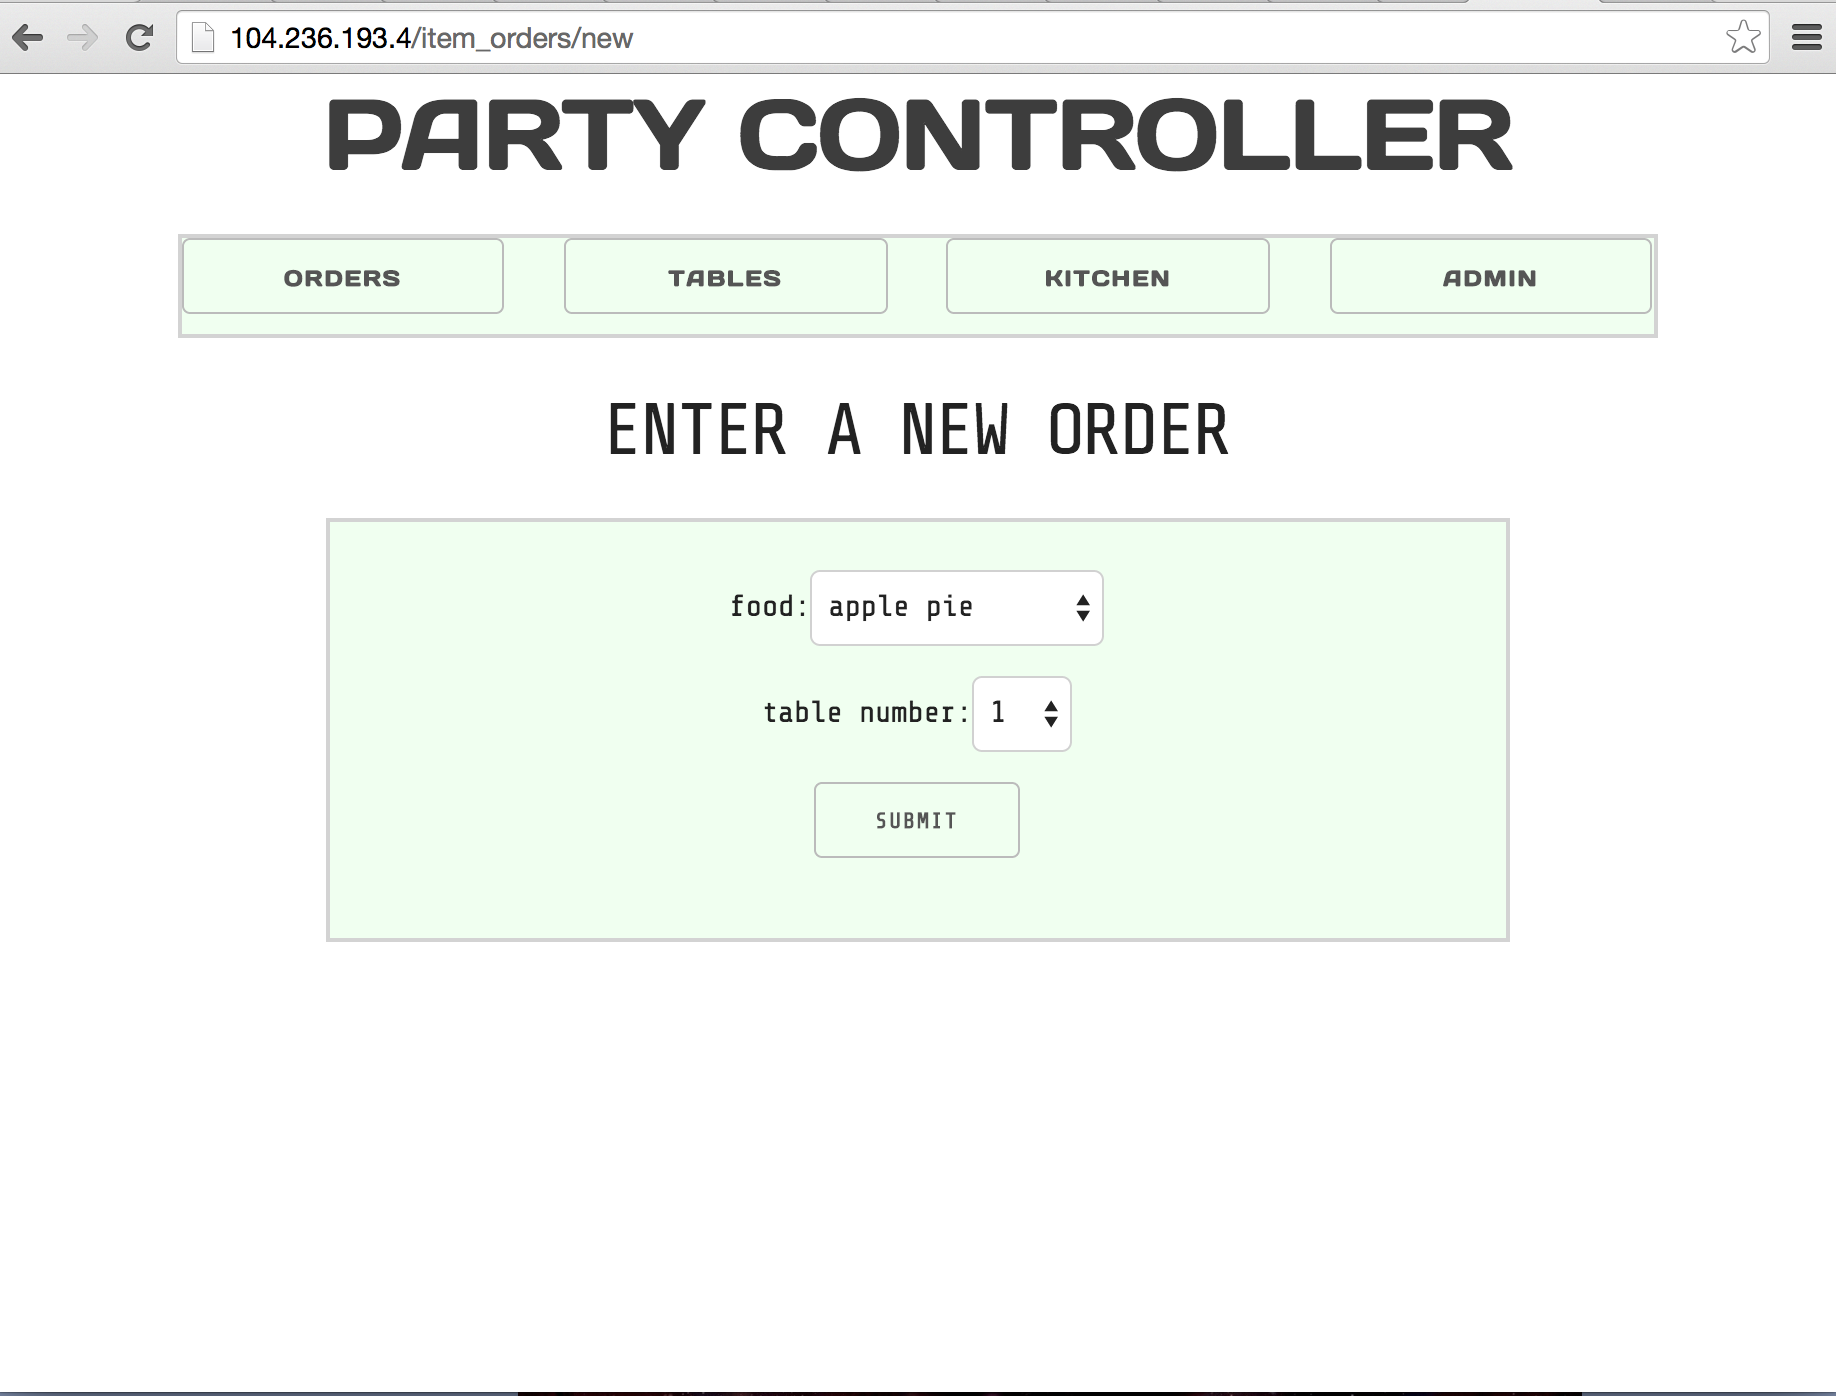 104.236.193.4/item_orders/new
PARTY CONTROLLER
ORDERS TABLES KITCHEN ADMIN
ENTER A NEW ORDER
food: apple pie
table number: 1
SUBMIT